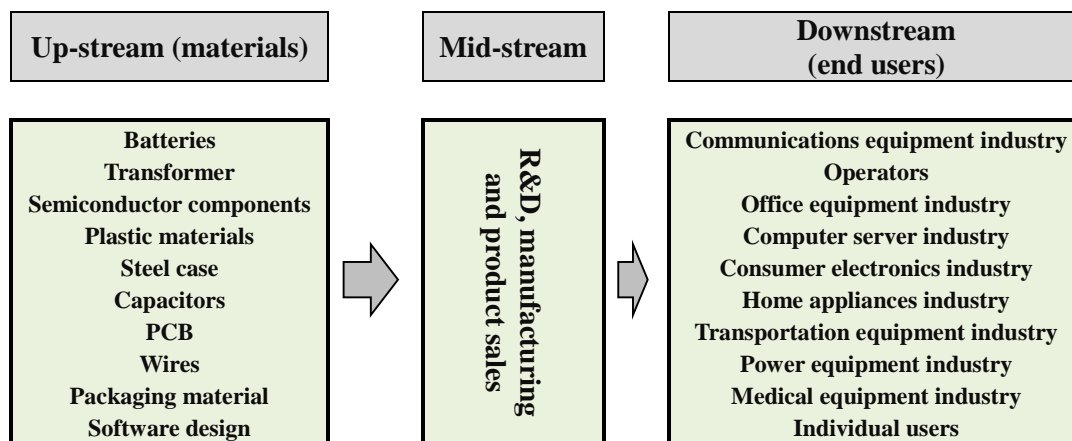 Up-stream (materials)
Mid-stream
Downstream
(end users)
Batteries
Transformer
Semiconductor components
Plastic materials
Steel case
Capacitors
PCB
Wires
Packaging material
Software design
R&D, manufacturing
and product sales
Communications equipment industry
Operators
Office equipment industry
Computer server industry
Consumer electronics industry
Home appliances industry
Transportation equipment industry
Power equipment industry
Medical equipment industry
Individual users